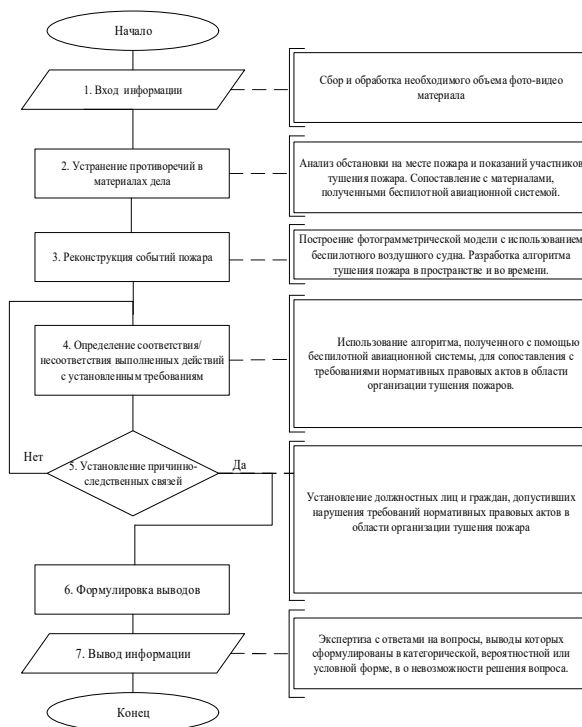 Начало
1. Вход информации
Сбор и обработка необходимого объема фото-видео
материала
2. Устранение противоречий в
материалах дела
Анализ обстановки на месте пожара и показаний участников
тушения пожара. Сопоставление с материалами,
полученными беспилотной авиационной системой.
3. Реконструкция событий пожара
Построение фотограмметрической модели с использованием
беспилотного воздушного судна. Разработка алгоритма
тушения пожара в пространстве и во времени.
4. Определение соответствия/
несоответствия выполненных действий
с установленным требованиям
Использование алгоритма, полученного с помощью
беспилотной авиационной системы, для сопоставления с
требованиями нормативных правовых актов в области
организации тушения пожаров.
Нет
5. Установление причинно-
следственных связей
Да
Установление должностных лиц и граждан, допустивших
нарушения требований нормативных правовых актов в
области организации тушения пожара
6. Формулировка выводов
7. Вывод информации
Экспертиза с ответами на вопросы, выводы которых
сформулированы в категорической, вероятностной или
условной форме, в о невозможности решения вопроса.
Конец